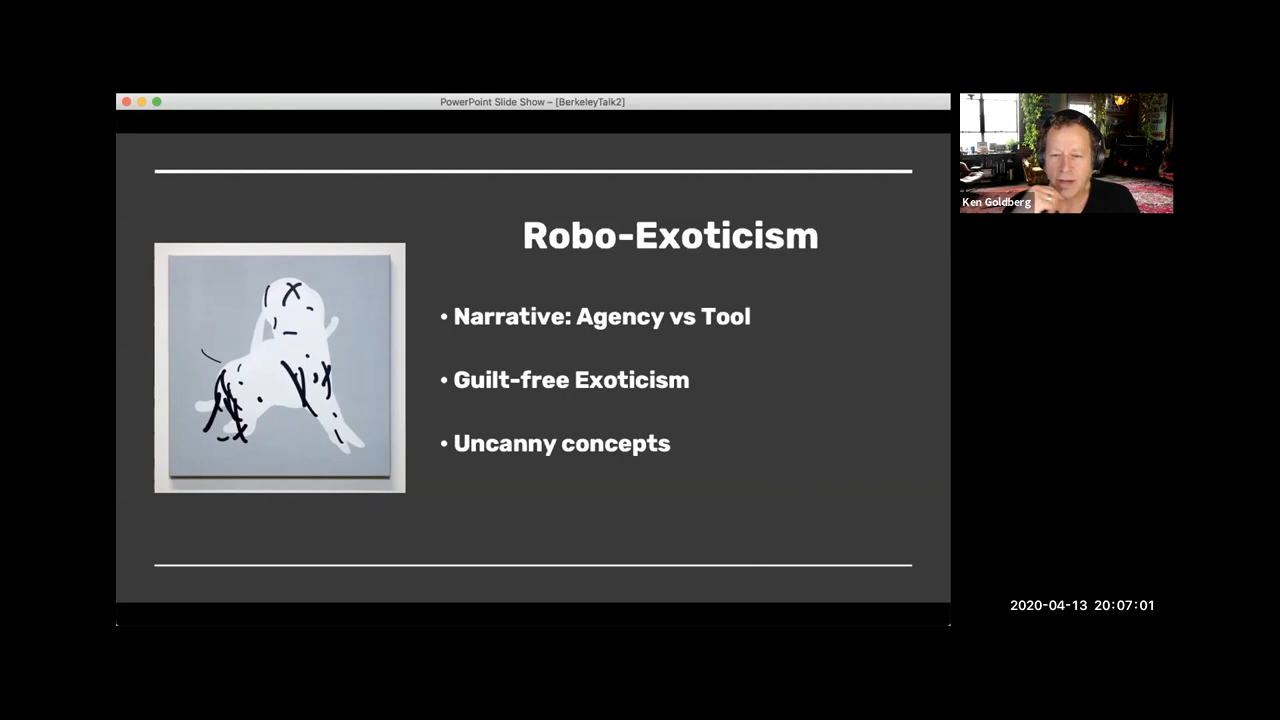 PowerPoint Slide Show – [BerkeleyTalk2]
Robo-Exoticism
• Narrative: Agency vs Tool
• Guilt-free Exoticism
• Uncanny concepts
Ken Goldberg
2020-04-13 20:07:01